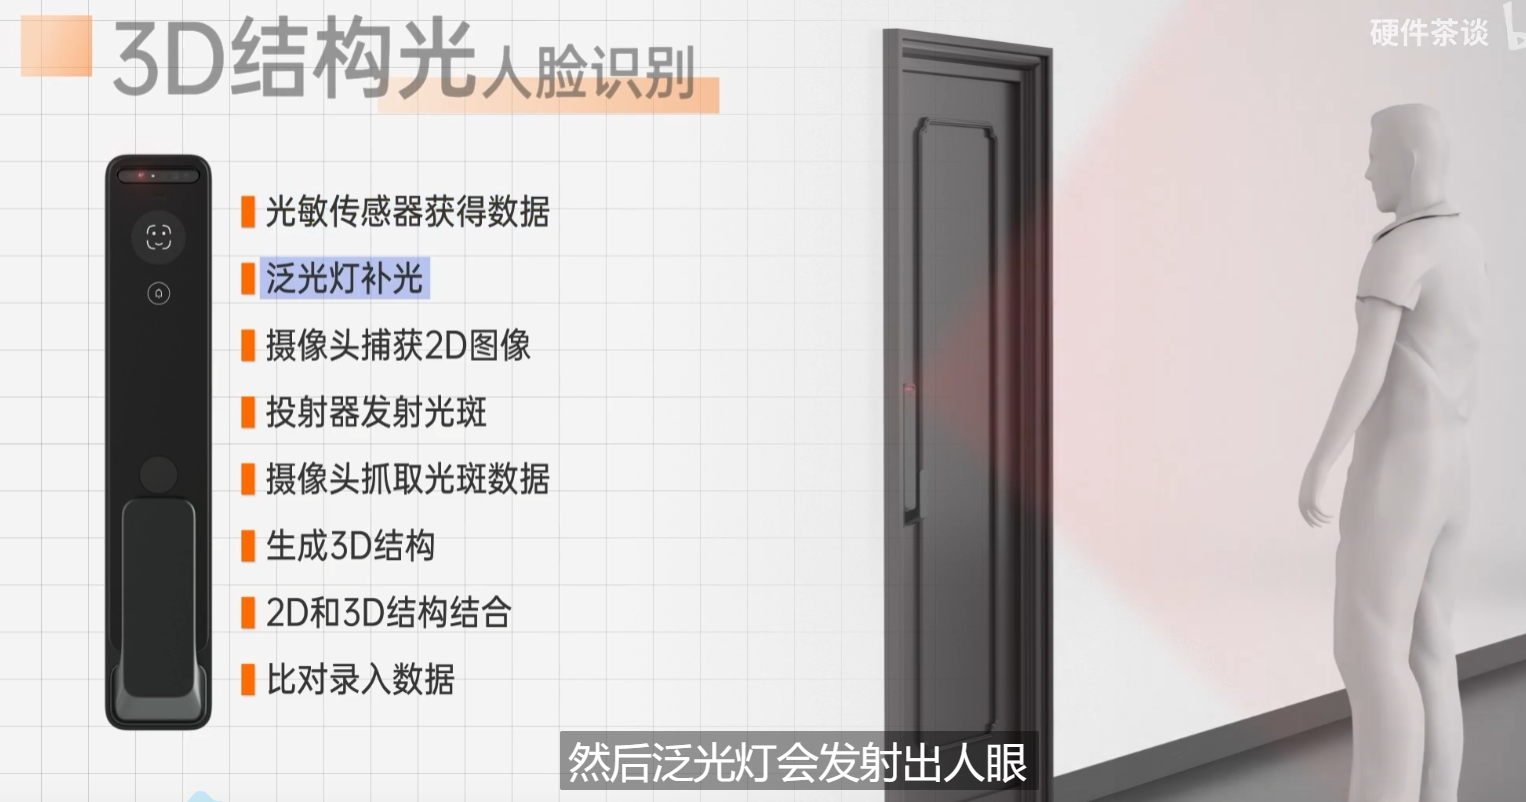 3D结构光人脸识别
硬件茶谈
光敏传感器获得数据
泛光灯补光
摄像头捕获2D图像
投射器发射光斑
摄像头抓取光斑数据
生成3D结构
2D和3D结构结合
比对录入数据
然后泛光灯会发射出人眼